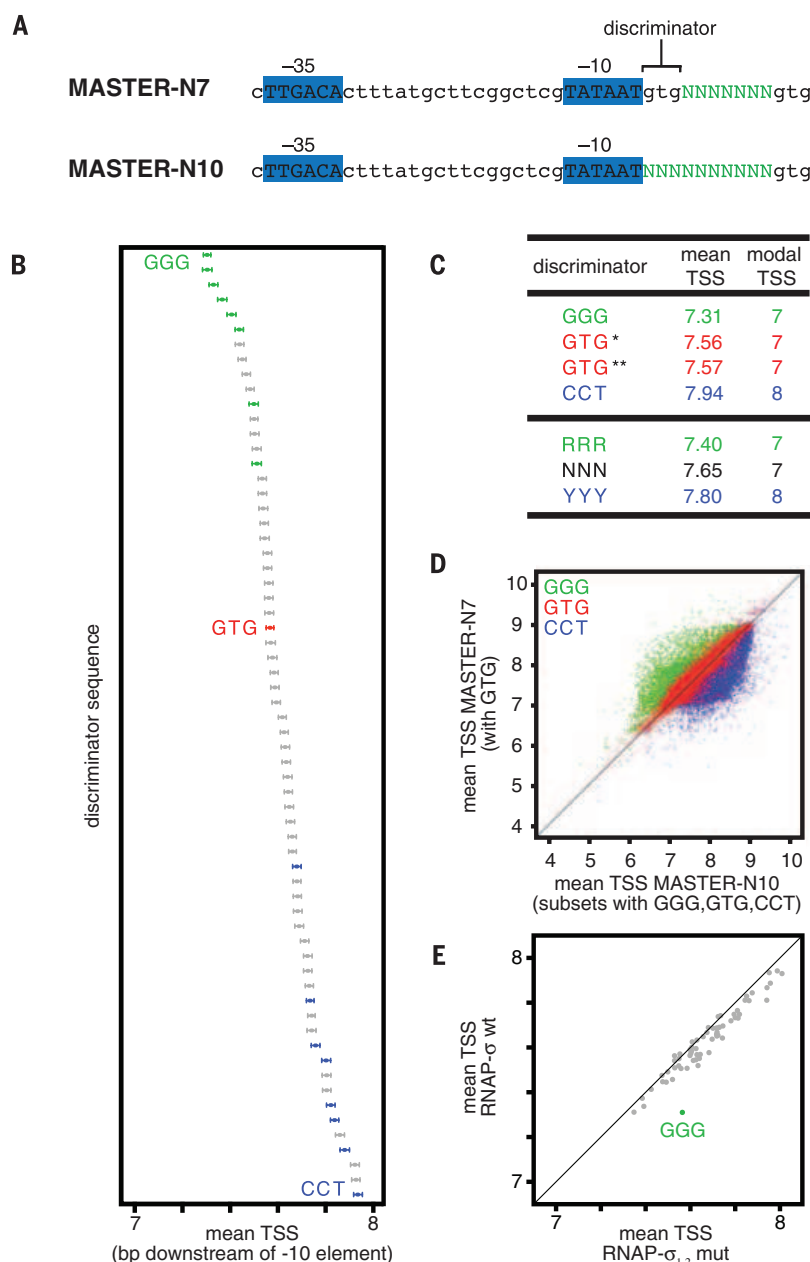 A
discriminator
–35
–10
MASTER-N7
cTTGACActttatgcttcggctcgTATAATgtgNNNNNNNgtg
–35
–10
MASTER-N10
cTTGACActttatgcttcggctcgTATAATNNNNNNNNNNgtg
B
GGG
GTG
CCT
discriminator sequence
7
8
mean TSS
(bp downstream of -10 element)
C
discriminator mean TSS modal TSS
GGG 7.31 7
GTG* 7.56 7
GTG** 7.57 7
CCT 7.94 8
RRR 7.40 7
NNN 7.65 7
YYY 7.80 8
D
GGG
GTG
CCT
mean TSS MASTER-N7
(with GTG)
10
9
8
7
6
5
4
4 5 6 7 8 9 10
mean TSS MASTER-N10
(subsets with GGG,GTG,CCT)
E
mean TSS
RNAP-σ wt
8
7
GGG
7 8
mean TSS